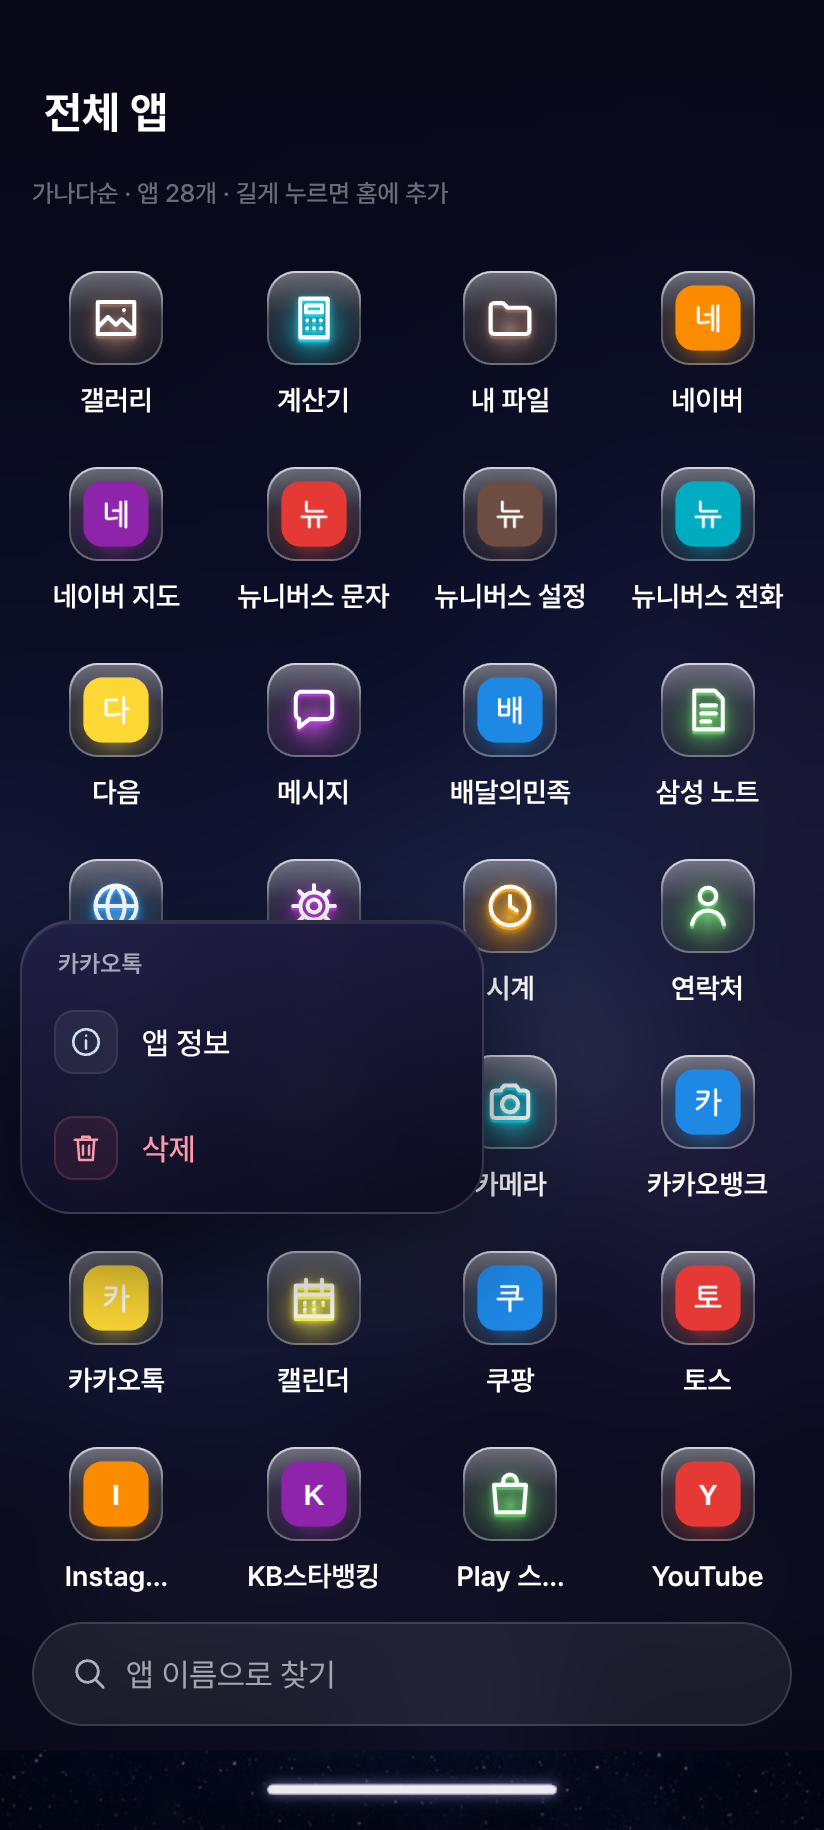 전체 앱
가나다순 · 앱 28개 · 길게 누르면 홈에 추가
네
갤러리 계산기 내 파일 네이버
네 뉴 뉴 뉴
네이버 지도 뉴니버스 문자 뉴니버스 설정 뉴니버스 전화
다 배
다음 메시지 배달의민족 삼성 노트
시계 연락처
카카오톡
앱 정보
삭제
카
카메라 카카오뱅크
카 쿠 토
카카오톡 캘린더 쿠팡 토스
I K Y
Instag... KB스타뱅킹 Play 스... YouTube
앱 이름으로 찾기